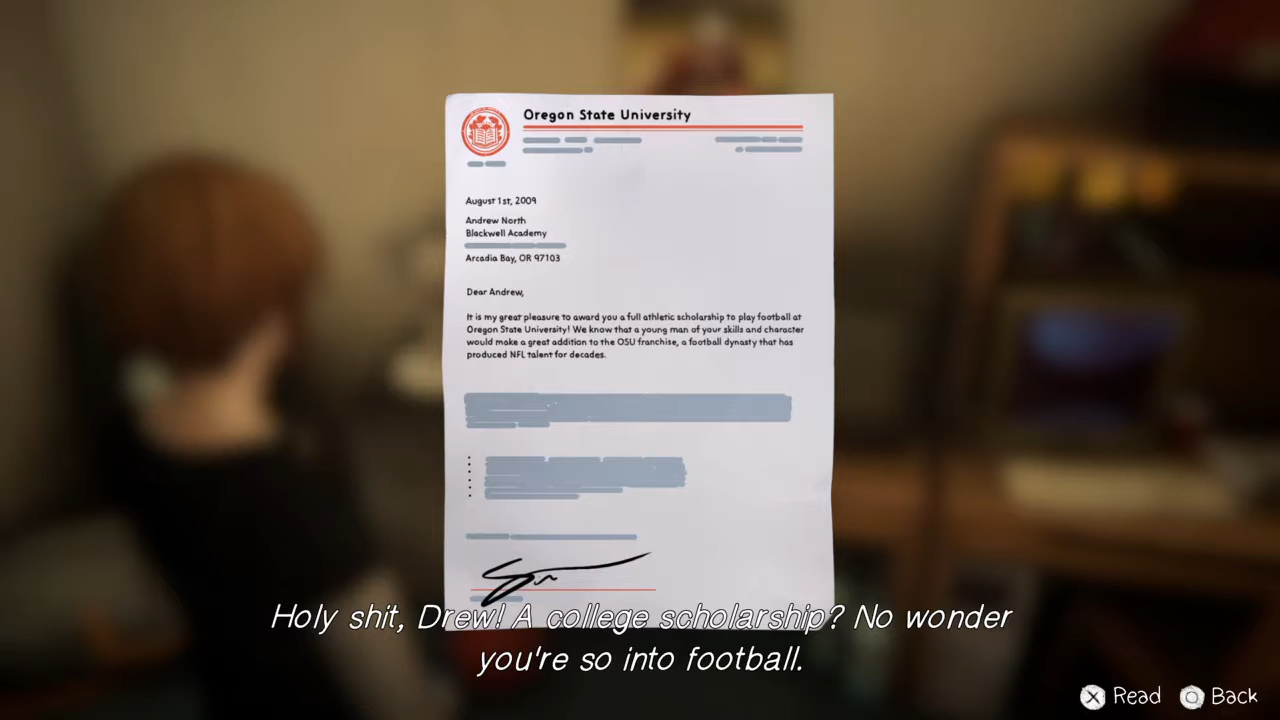 Oregon State University
August 1st, 2009
Andrew North
Blackwell Academy
Arcadia Bay, OR 97103
Dear Andrew,
It is my great pleasure to award you a full athletic scholarship to play football at
Oregon State University! We know that a young man of your skills and character
would make a great addition to the OSU franchise, a football dynasty that has
produced NFL talent for decades.
Holy shit, Drew! A college scholarship? No wonder
you're so into football.
Read Back